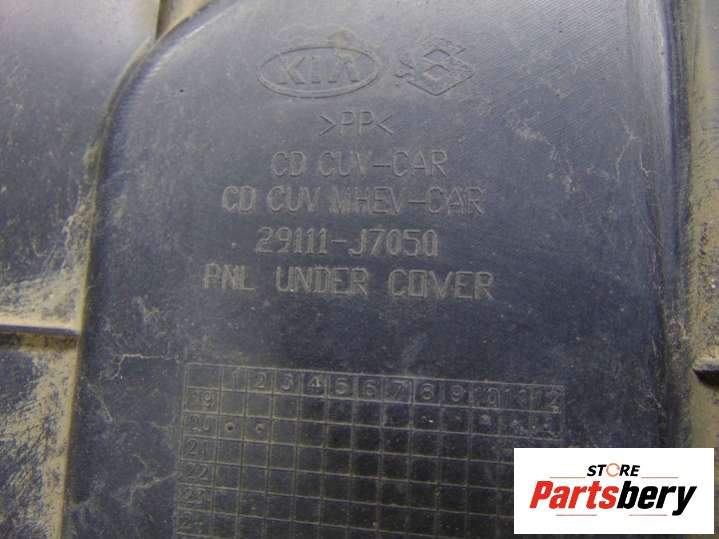 KIA
>PP<
CD CUV-CAR
CD CUV MHEV-CAR
29111-J7050
PNL UNDER COVER
1 2 3 4 5 6 7 8 9 10 11 12
19
20
21
22
STORE
Partsbery